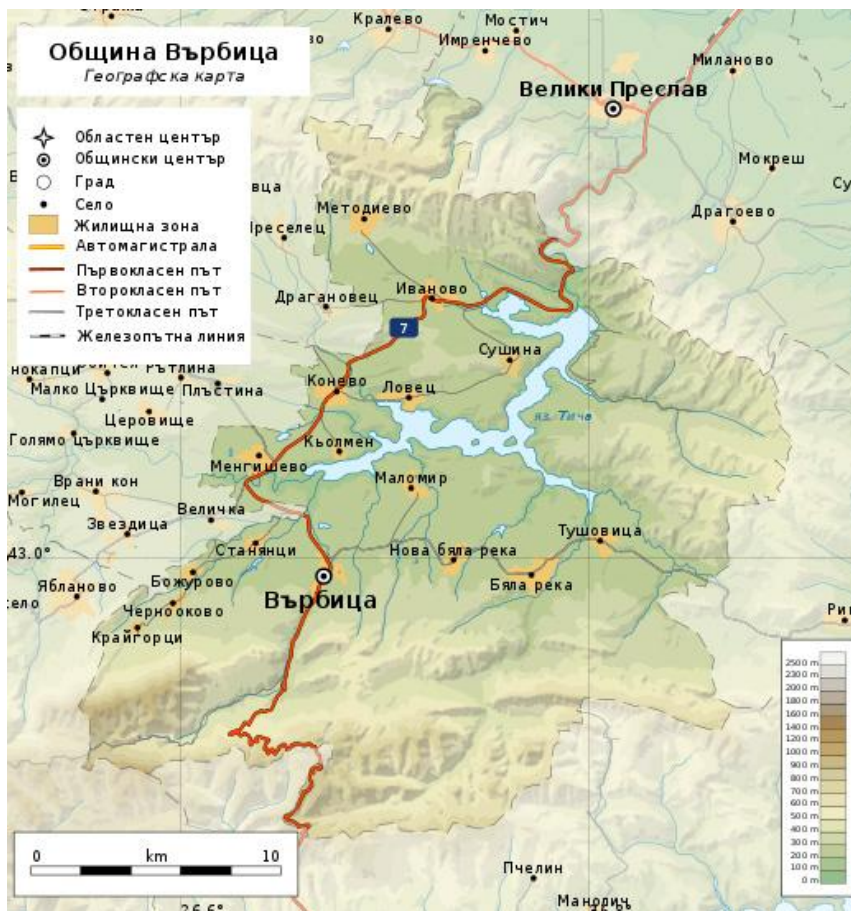 Община Върбица
Географска карта
Областен център
Общински център
Град
Село
Жилищна зона
Автомагистрала
Първокласен път
Второкласен път
Третокласен път
Железопътна линия
Кралево
Мостич
Имренчево
Миланово
Велики Преслав
Мокреш
Драгоево
Методиево
Драгановец
Иваново
7
Сушина
Конево
Ловец
Плъстина
Малко Църквище
Церовище
Голямо църквище
яз. Тича
Кьолмен
Менгишево
Маломир
Врани кон
Могилец
Величка
Звездица
Тушовица
43.0°
Станянци
Нова бяла река
Божурово
Бяла река
Ябланово
Върбица
Чернооково
Крайгорци
2500 m
2300 m
2000 m
1800 m
1600 m
1400 m
1200 m
1000 m
900 m
800 m
700 m
600 m
500 m
400 m
300 m
200 m
100 m
0 m
0 km 10
Пчелин
Манолич